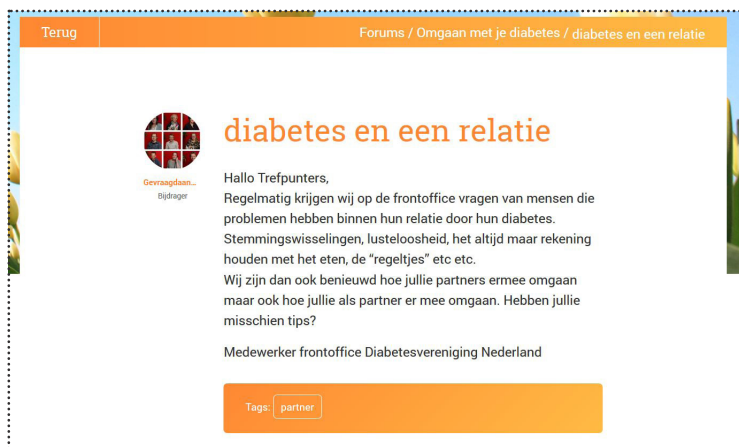 Terug
Forums / Omgaan met je diabetes / diabetes en een relatie
diabetes en een relatie
Gevraagdaan...
Bijdrager
Hallo Trefpunters,
Regelmatig krijgen wij op de frontoffice vragen van mensen die
problemen hebben binnen hun relatie door hun diabetes.
Stemmingswisselingen, lusteloosheid, het altijd maar rekening
houden met het eten, de “regeltjes” etc etc.
Wij zijn dan ook benieuwd hoe jullie partners ermee omgaan
maar ook hoe jullie als partner er mee omgaan. Hebben jullie
misschien tips?
Medewerker frontoffice Diabetesvereniging Nederland
Tags: partner